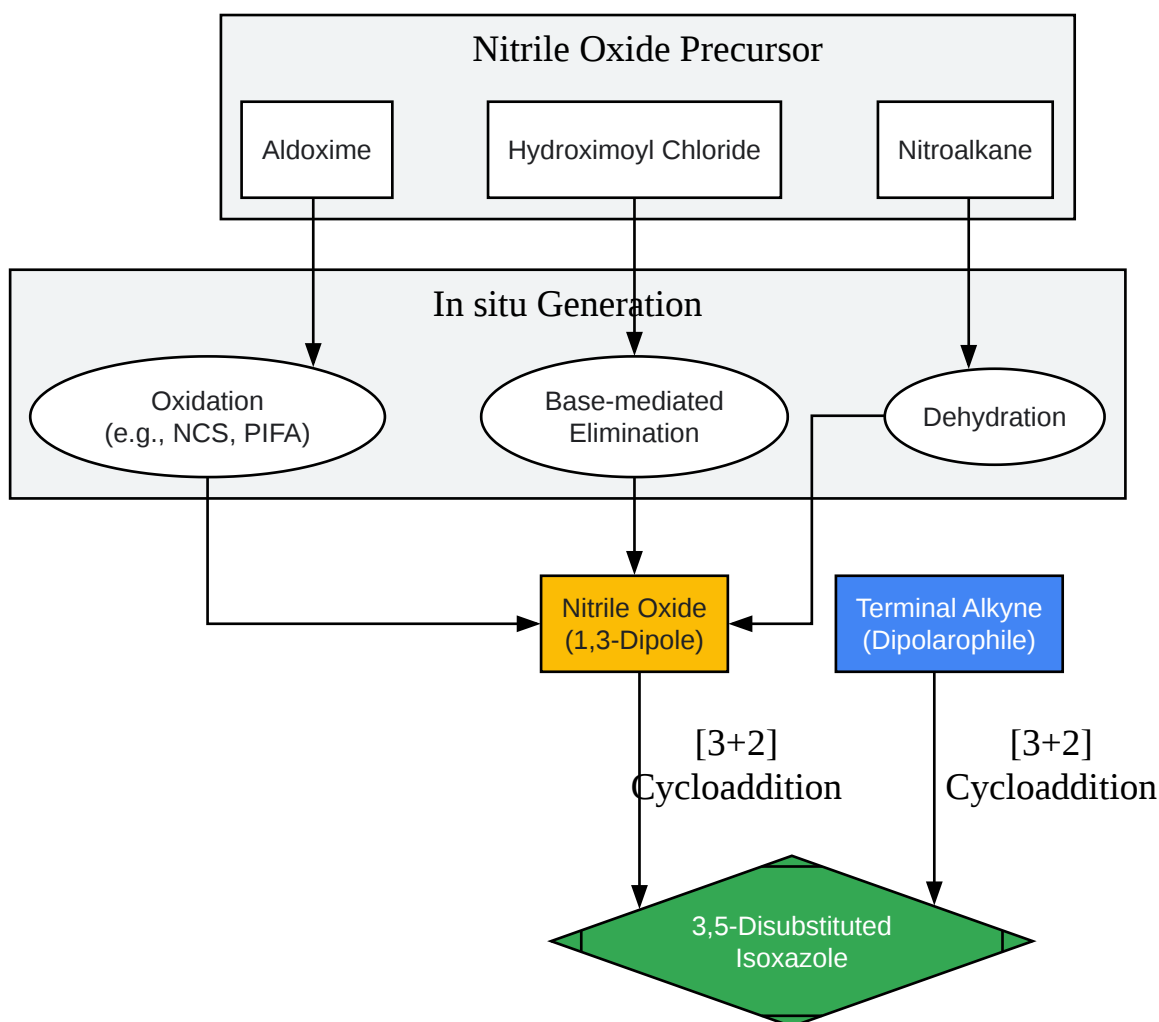 Nitrile Oxide Precursor
Aldoxime
Hydroximoyl Chloride
Nitroalkane
In situ Generation
Oxidation
(e.g., NCS, PIFA)
Base-mediated
Elimination
Dehydration
Nitrile Oxide
(1,3-Dipole)
Terminal Alkyne
(Dipolarophile)
[3+2]
Cycloaddition
[3+2]
Cycloaddition
3,5-Disubstituted
Isoxazole